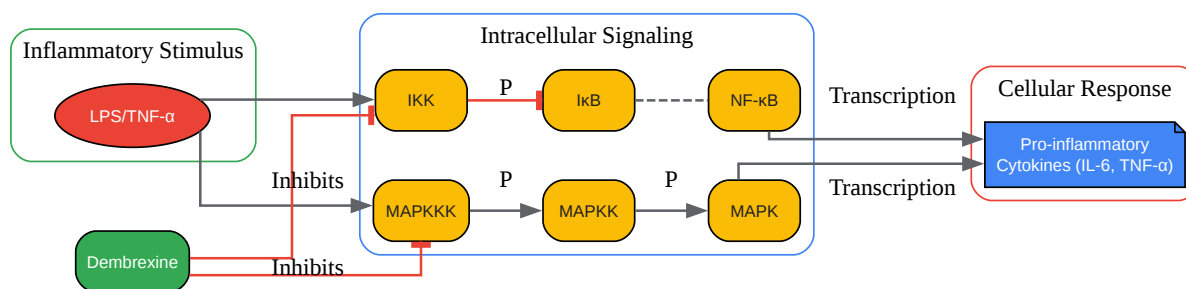 Inflammatory Stimulus
LPS/TNF-α
Intracellular Signaling
IKK
P
IκB
NF-κB
Transcription
Cellular Response
Pro-inflammatory
Cytokines (IL-6, TNF-α)
Inhibits
MAPKKK
P
MAPKK
P
MAPK
Transcription
Dembrexine
Inhibits